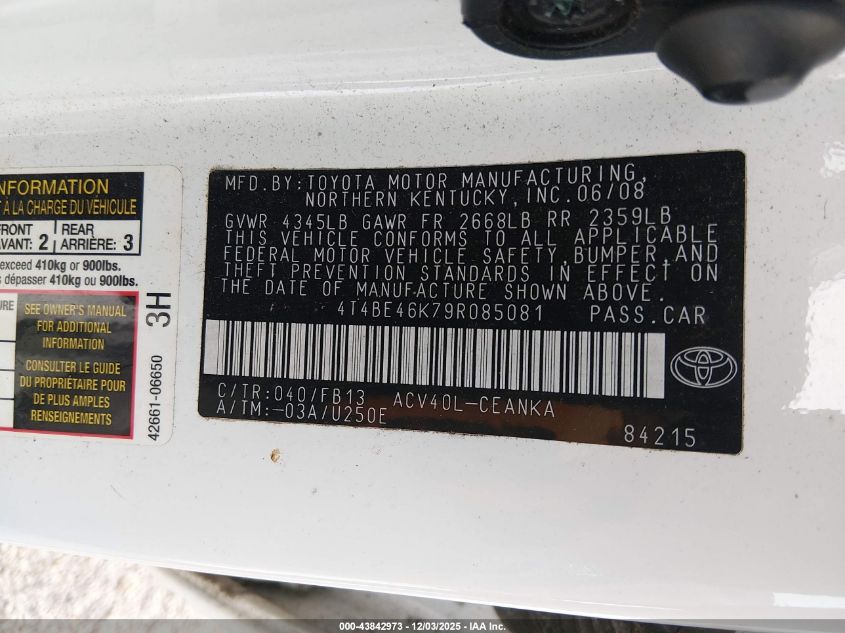 NFORMATION
T À LA CHARGE DU VÉHICULE
FRONT
AVANT: 2
REAR
ARRIÈRE: 3
exceed 410kg or 900lbs.
s dépasser 410kg ou 900lbs.
SEE OWNER'S MANUAL
FOR ADDITIONAL
INFORMATION
CONSULTER LE GUIDE
DU PROPRIÉTAIRE POUR
DE PLUS AMPLES
RENSEIGNEMENTS
3H
42661-06650
MFD.BY:TOYOTA MOTOR MANUFACTURING,
NORTHERN KENTUCKY,INC.06/08
GVWR 4345LB GAWR FR 2668LB RR 2359LB
THIS VEHICLE CONFORMS TO ALL APPLICABLE
FEDERAL MOTOR VEHICLE SAFETY,BUMPER,AND
THEFT PREVENTION STANDARDS IN EFFECT ON
THE DATE OF MANUFACTURE SHOWN ABOVE.
4T4BE46K79R085081 PASS.CAR
C/TR:040/FB13 ACV40L-CEANKA
A/TM:-03A/U250E
84215
000-43842973 - 12/03/2025 - IAA Inc.